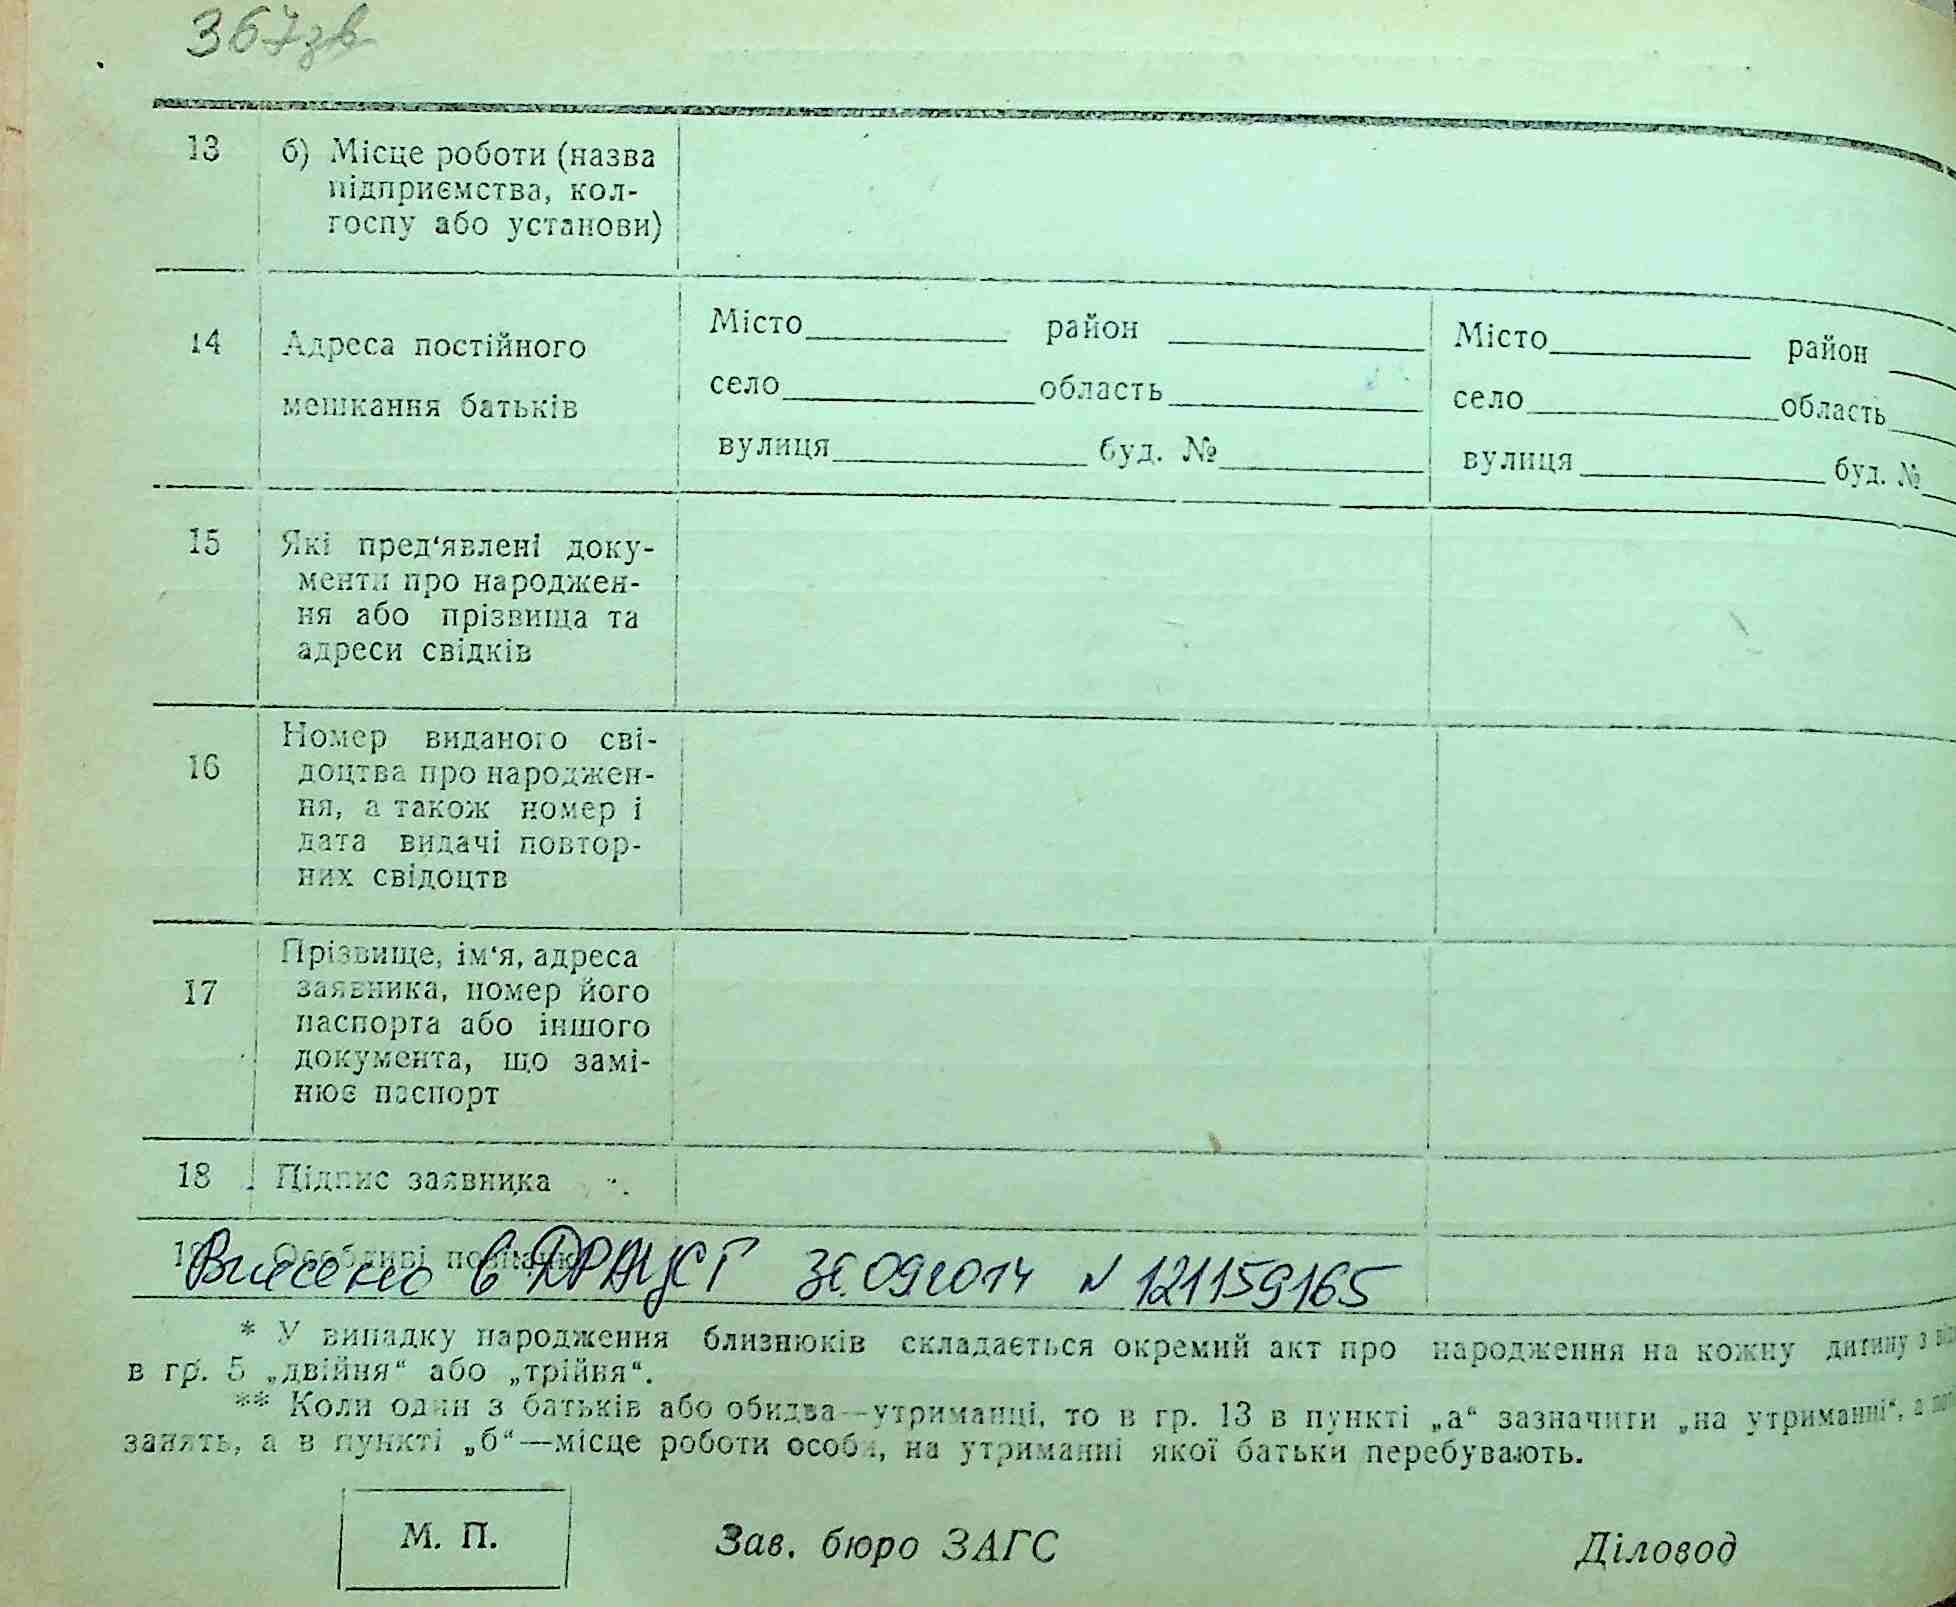 367зв
13 б) Місце роботи (назва
підприємства, кол-
госпу або установи)
14 Адреса постійного
мешкання батьків
Місто район Місто район
село область село область
вулиця буд. № вулиця буд. №
15 Які пред‘явлені доку-
менти про народжен-
ня або прізвища та
адреси свідків
16 Номер виданого сві-
доцтва про народжен-
ня, а також номер і
дата видачі повтор-
них свідоцтв
17 Прізвище, ім‘я, адреса
заявника, номер його
паспорта або іншого
документа, що замі-
нює паспорт
18 Підпис заявника
19 Особливі
Внесено в ДРАЦСГ 30.09.2014 N 121159165
* У випадку народження близнюків складається окремий акт про народження на кожну дитину з
в гр. 5 „двійня“ або „трійня“.
** Коли один з батьків або обидва—утриманці, то в гр. 13 в пункті „а“ зазначити „на утриманні“, а
занять, а в пункті „б“—місце роботи особи, на утриманні якої батьки перебувають.
М. П. Зав. бюро ЗАГС Діловод